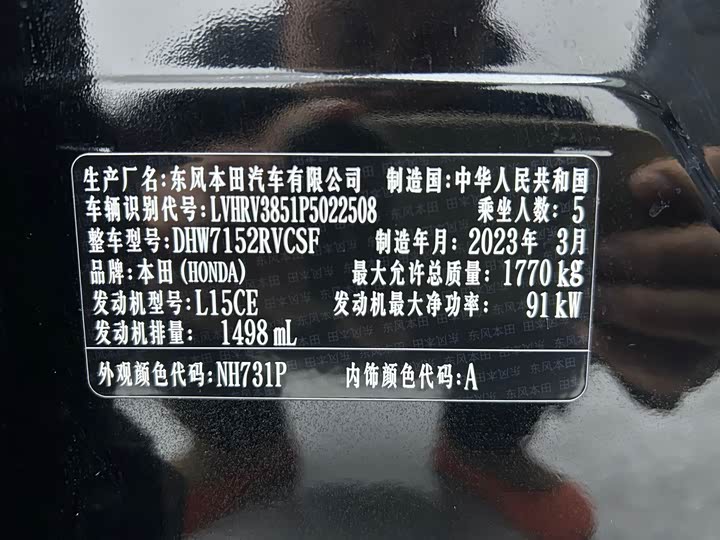 生产厂名:东风本田汽车有限公司 制造国:中华人民共和国
车辆识别代号:LVHRV3851P5022508 乘坐人数:5
整车型号:DHW7152RVCSF 制造年月:2023年 3月
品牌:本田(HONDA) 最大允许总质量:1770kg
发动机型号:L15CE 发动机最大净功率: 91kW
发动机排量: 1498mL
外观颜色代码:NH731P 内饰颜色代码:A